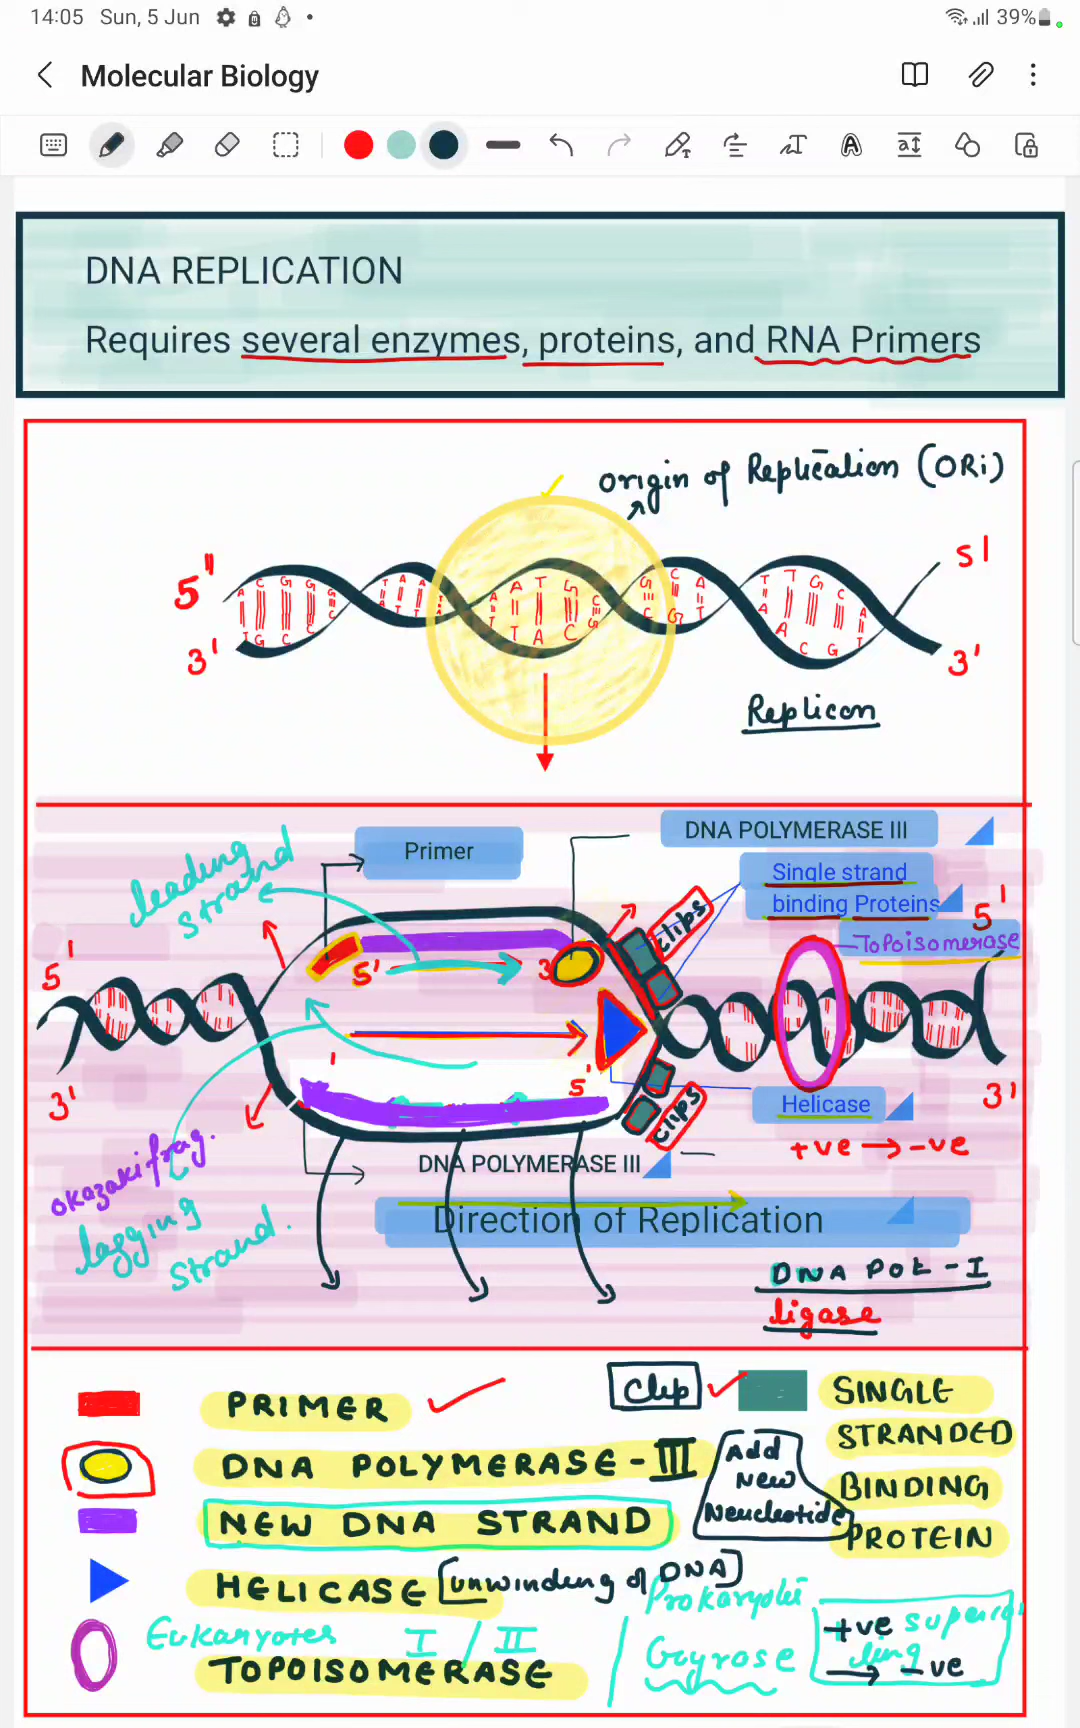 14:05 Sun, 5 Jun
39%
Molecular Biology
DNA REPLICATION
Requires several enzymes, proteins, and RNA Primers
Origin of Replication (ORi)
5"
5'
3'
3'
A C G G G
T G C C C
T A A
A T T
A A T G C
T T A C G
G C A
C G T
T T G C A
A A C G T
Replicon
DNA POLYMERASE III
Primer
Single strand
binding Proteins
leading
strand
clips
5'
Topoisomerase
5'
5'
3
3'
5'
3'
Helicase
clips
+ve → -ve
okazaki frag.
DNA POLYMERASE III
lagging
strand.
Direction of Replication
DNA POL - I
ligase
PRIMER
Clip
SINGLE
STRANDED
BINDING
PROTEIN
DNA POLYMERASE - III
Add
New
Neucleotide
NEW DNA STRAND
HELICASE [unwinding of DNA]
Eukaryotes I / II
TOPOISOMERASE
Prokaryotes
Gyrose
+ve supercoi
ling
→ -ve